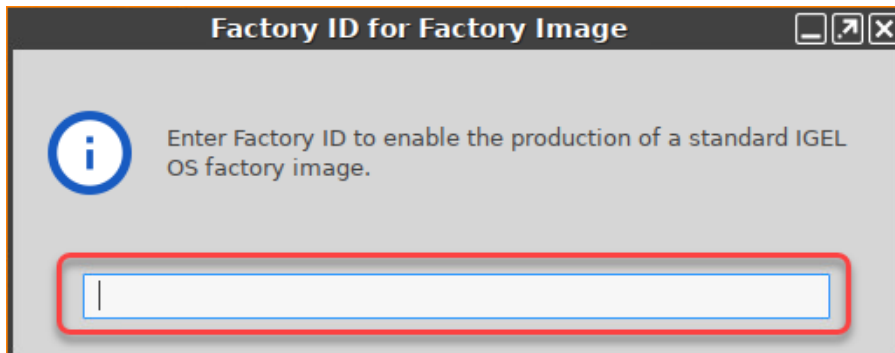 Factory ID for Factory Image
Enter Factory ID to enable the production of a standard IGEL
OS factory image.